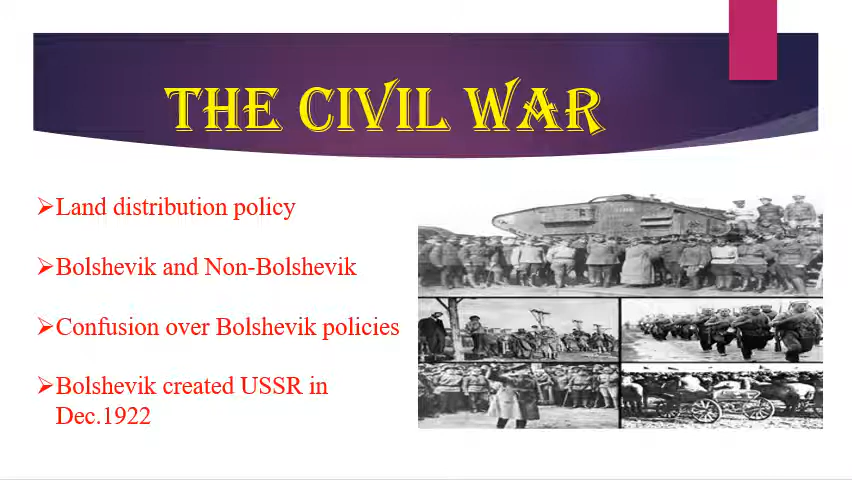 THE CIVIL WAR
➢Land distribution policy
➢Bolshevik and Non-Bolshevik
➢Confusion over Bolshevik policies
➢Bolshevik created USSR in
Dec.1922